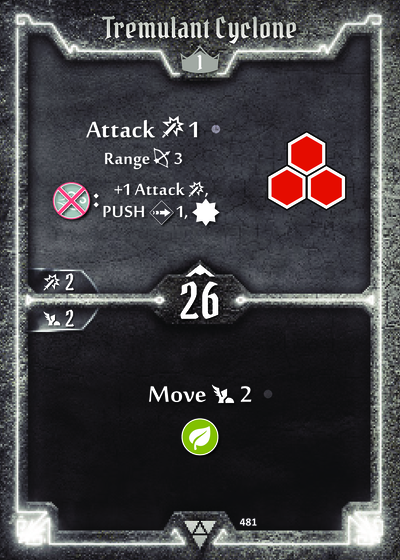 Tremulant Cyclone
1
Attack 1
Range 3
: +1 Attack,
PUSH 1,
2
26
2
Move 2
481